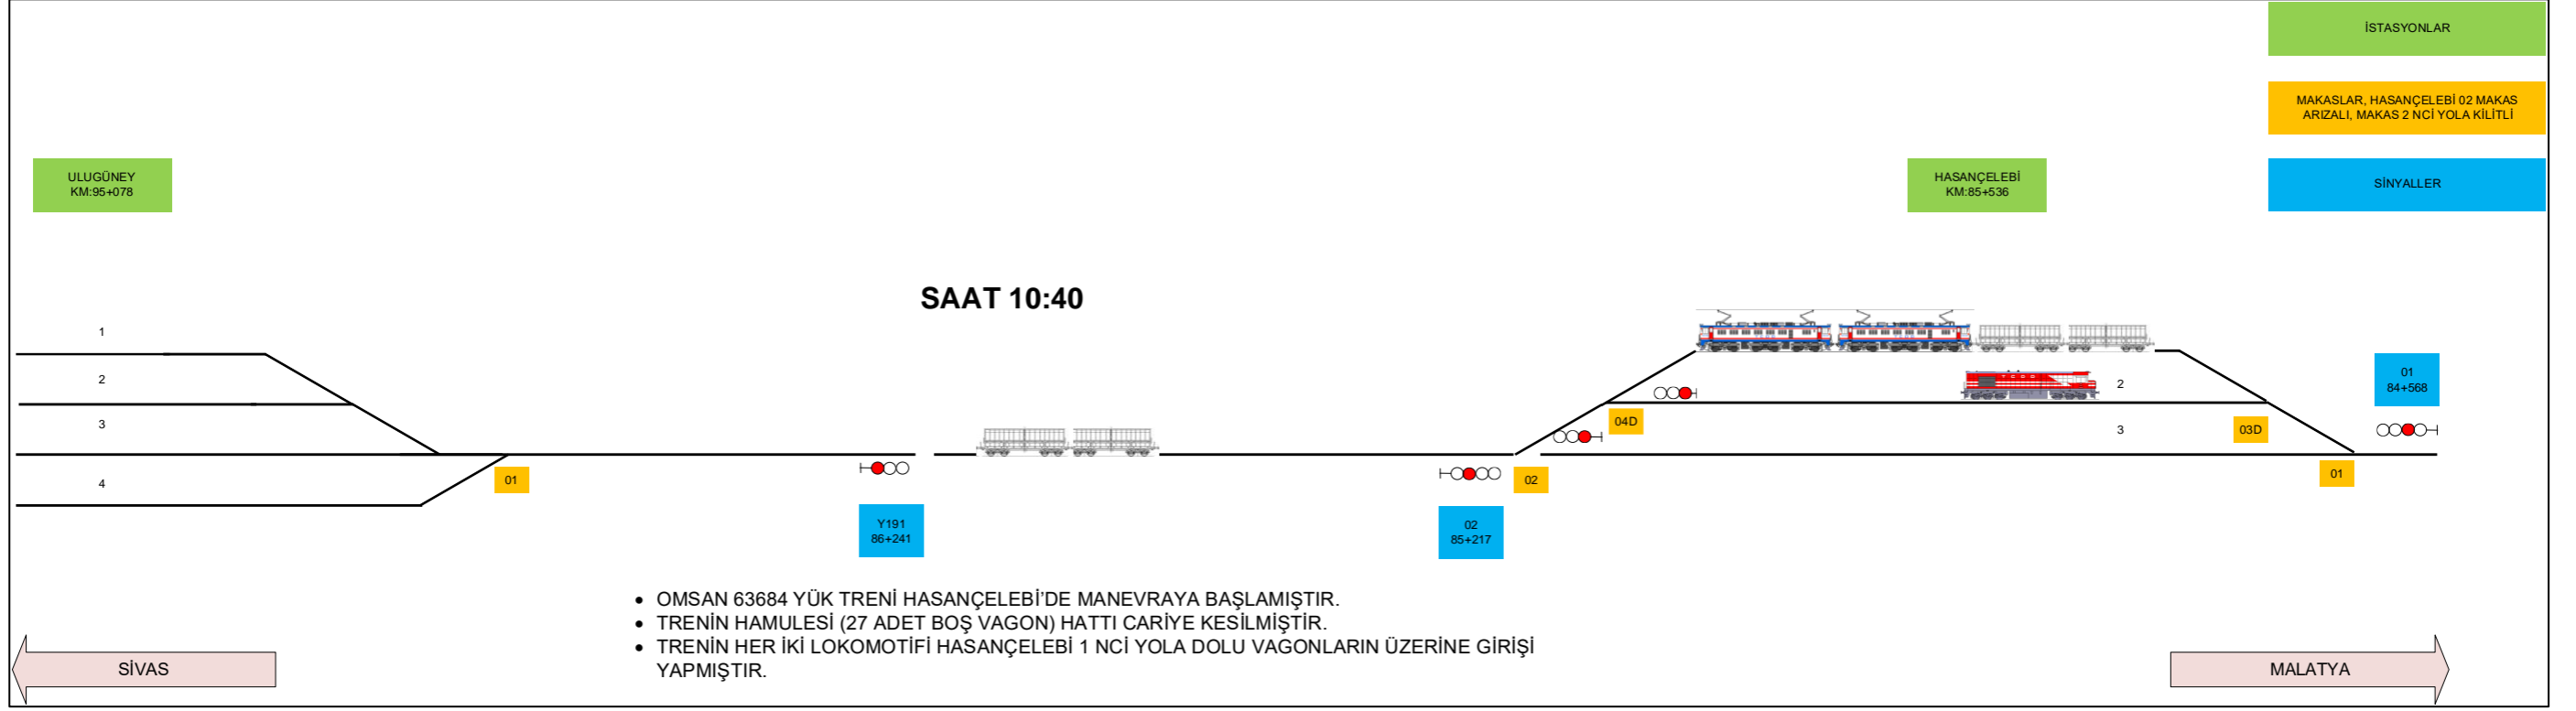 İSTASYONLAR
MAKASLAR, HASANÇELEBİ 02 MAKAS
ARIZALI, MAKAS 2 NCİ YOLA KİLİTLİ
SİNYALLER
ULUGÜNEY
KM:95+078
HASANÇELEBİ
KM:85+536
SAAT 10:40
1
2
3
4
01
Y191
86+241
02
85+217
02
04D
2
3
03D
01
01
84+568
• OMSAN 63684 YÜK TRENİ HASANÇELEBİ'DE MANEVRAYA BAŞLAMIŞTIR.
• TRENİN HAMULESİ (27 ADET BOŞ VAGON) HATTI CARİYE KESİLMİŞTİR.
• TRENİN HER İKİ LOKOMOTİFİ HASANÇELEBİ 1 NCİ YOLA DOLU VAGONLARIN ÜZERİNE GİRİŞİ
YAPMIŞTIR.
SİVAS
MALATYA